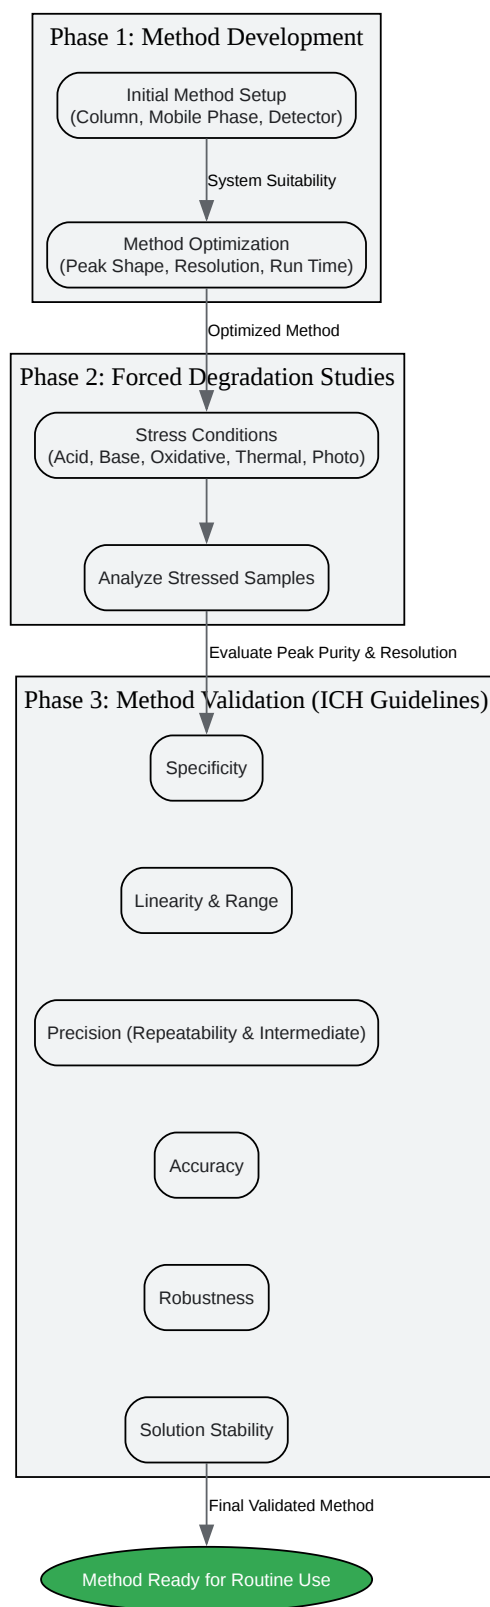 Phase 1: Method Development
Initial Method Setup
(Column, Mobile Phase, Detector)
System Suitability
Method Optimization
(Peak Shape, Resolution, Run Time)
Optimized Method
Phase 2: Forced Degradation Studies
Stress Conditions
(Acid, Base, Oxidative, Thermal, Photo)
Analyze Stressed Samples
Evaluate Peak Purity & Resolution
Phase 3: Method Validation (ICH Guidelines)
Specificity
Linearity & Range
Precision (Repeatability & Intermediate)
Accuracy
Robustness
Solution Stability
Final Validated Method
Method Ready for Routine Use